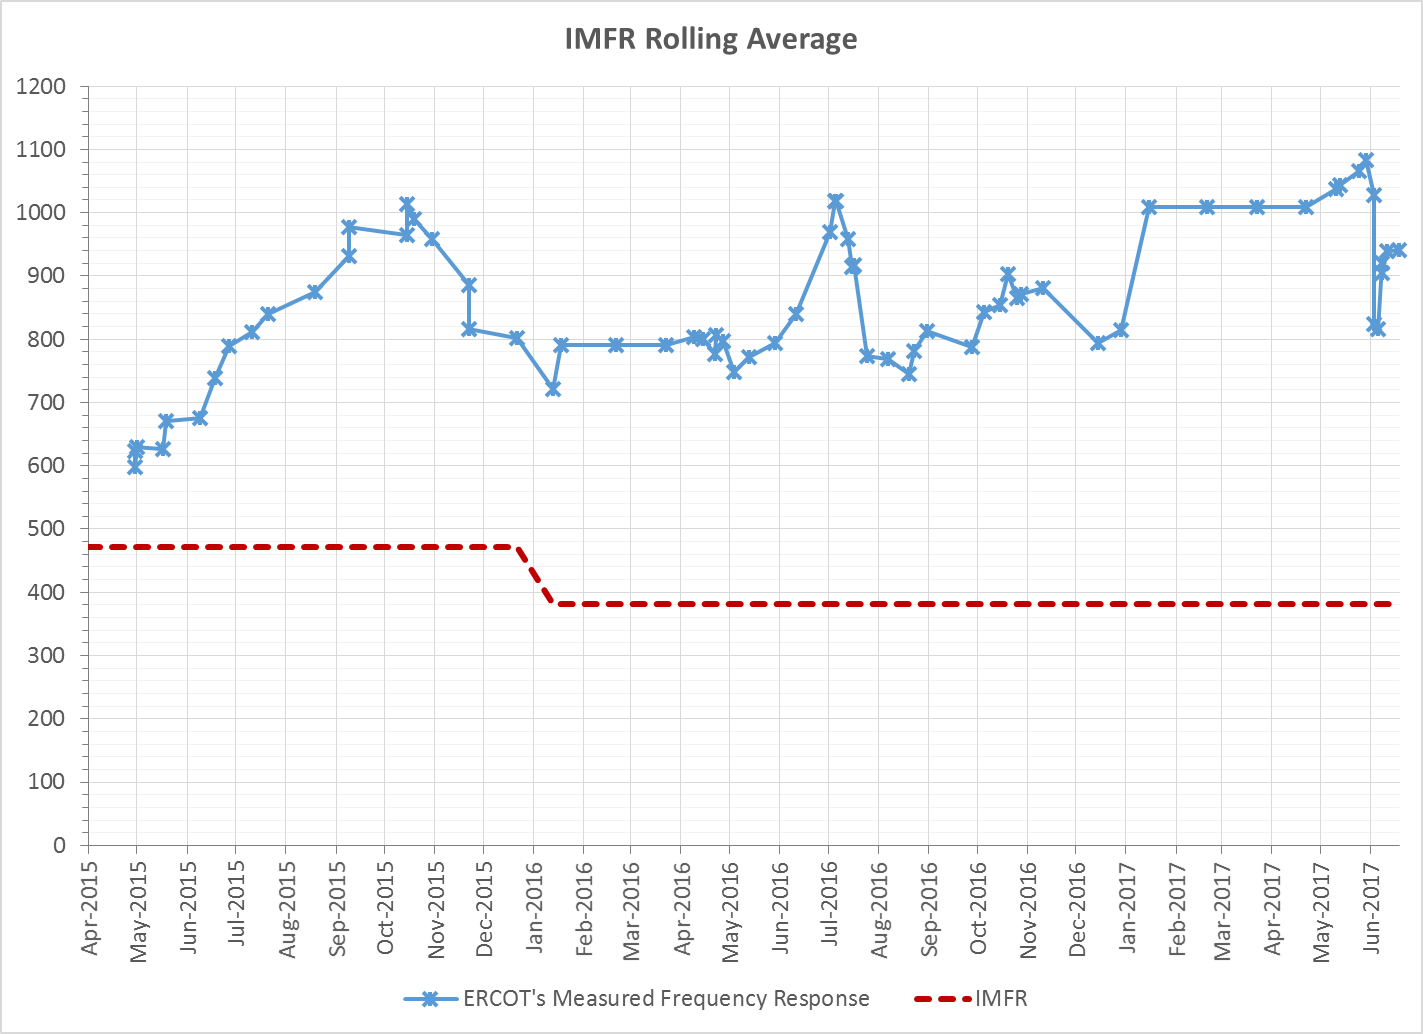 IMFR Rolling Average
1200
1100
1000
900
800
700
600
500
400
300
200
100
0
Apr-2015
May-2015
Jun-2015
Jul-2015
Aug-2015
Sep-2015
Oct-2015
Nov-2015
Dec-2015
Jan-2016
Feb-2016
Mar-2016
Apr-2016
May-2016
Jun-2016
Jul-2016
Aug-2016
Sep-2016
Oct-2016
Nov-2016
Dec-2016
Jan-2017
Feb-2017
Mar-2017
Apr-2017
May-2017
Jun-2017
ERCOT's Measured Frequency Response
IMFR